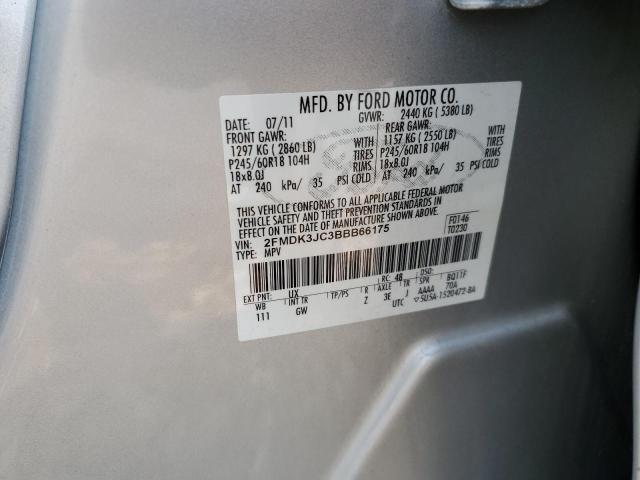 MFD. BY FORD MOTOR CO.
DATE: 07/11 GVWR: 2440 KG ( 5380 LB)
FRONT GAWR: REAR GAWR:
1297 KG ( 2860 LB) WITH 1157 KG ( 2550 LB) WITH
P245/60R18 104H TIRES P245/60R18 104H TIRES
18x8.0J RIMS 18x8.0J RIMS
AT 240 kPa/ 35 PSI COLD AT 240 kPa/ 35 PSI COLD
THIS VEHICLE CONFORMS TO ALL APPLICABLE FEDERAL MOTOR
VEHICLE SAFETY AND THEFT PREVENTION STANDARDS IN
EFFECT ON THE DATE OF MANUFACTURE SHOWN ABOVE.
VIN: 2FMDK3JC3BBB66175 F0146
TYPE: MPV T0230
EXT PNT: UX RC: 48 DSO:
WB INT TR TP/PS R AXLE TR SPR BQ11F
111 GW Z 3E J AAAA 70A
UTC ▽5U5A-1520472-BA